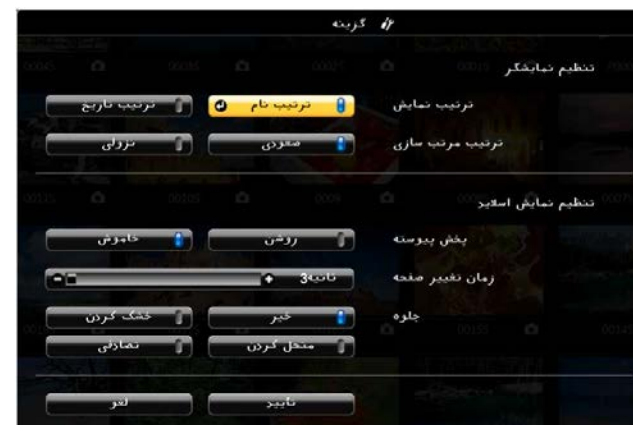 گزینه
تنظیم نمایشگر
ترتیب نمایش ترتیب نام ترتیب تاریخ
ترتیب مرتب سازی صعودی نزولی
تنظیم نمایش اسلاید
پخش پیوسته روشن خاموش
زمان تغییر صفحه ثانیه3 + -
جلوه خیر خشک کردن
منحل کردن تصادفی
تأیید لغو